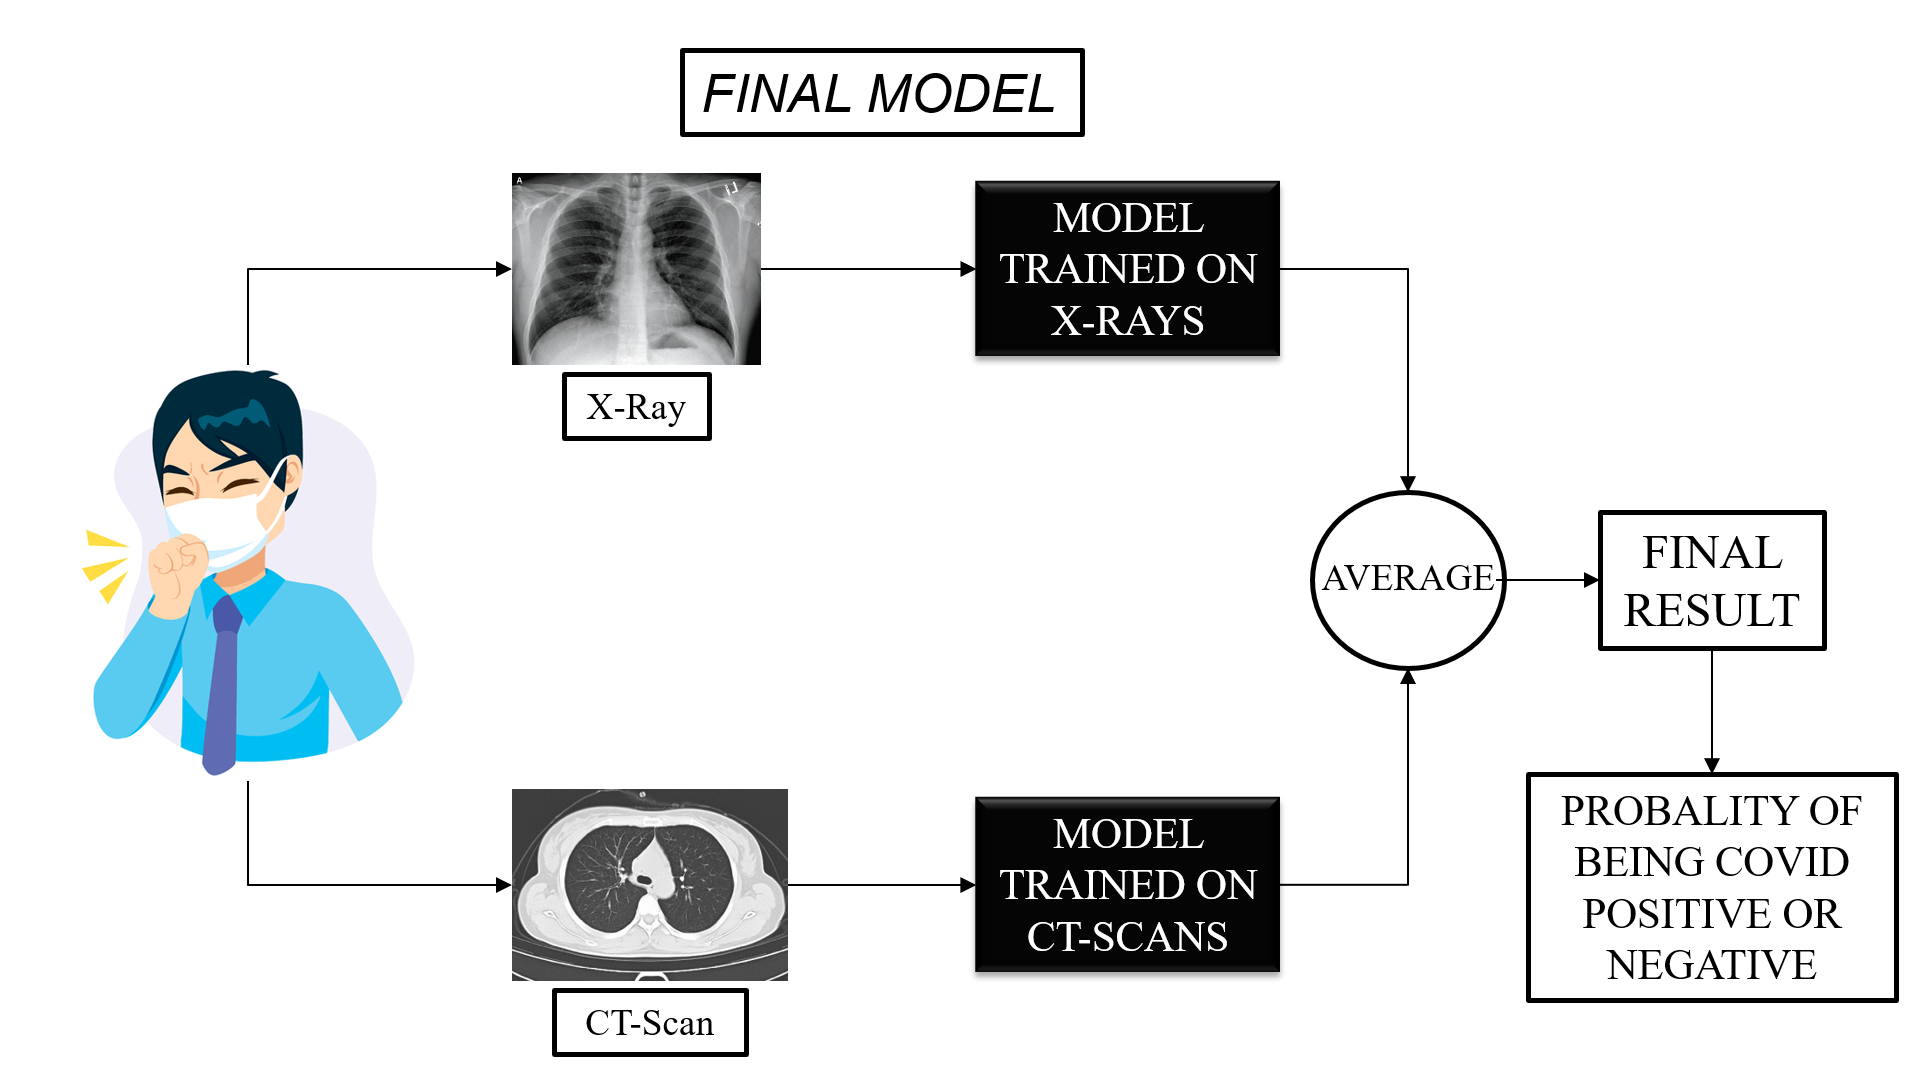 FINAL MODEL
A
X-Ray
MODEL
TRAINED ON
X-RAYS
AVERAGE
FINAL
RESULT
CT-Scan
MODEL
TRAINED ON
CT-SCANS
PROBALITY OF
BEING COVID
POSITIVE OR
NEGATIVE